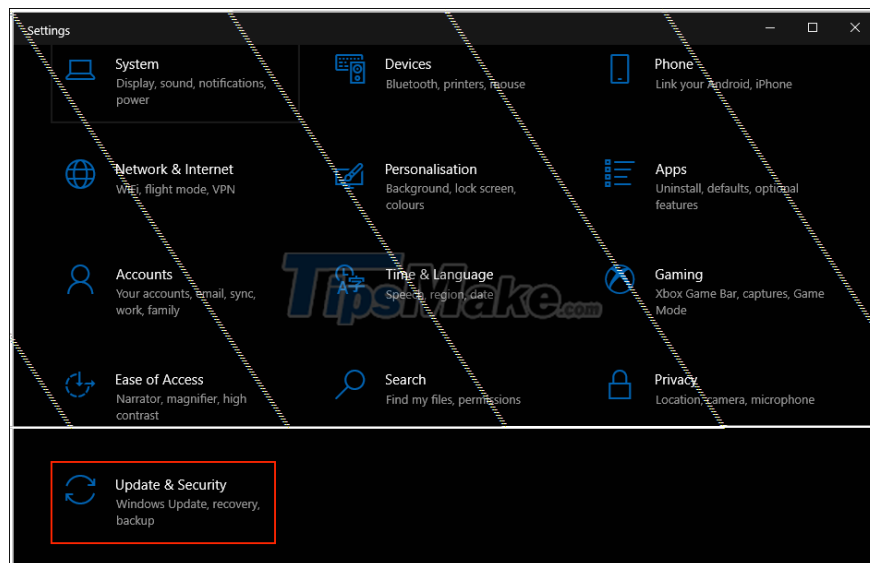 Settings
System
Display, sound, notifications,
power
Devices
Bluetooth, printers, mouse
Phone
Link your Android, iPhone
Network & Internet
WiFi, flight mode, VPN
Personalisation
Background, lock screen,
colours
Apps
Uninstall, defaults, optional
features
Accounts
Your accounts, email, sync,
work, family
Time & Language
Speech, region, date
Gaming
Xbox Game Bar, captures, Game
Mode
TipsMake.com
Ease of Access
Narrator, magnifier, high
contrast
Search
Find my files, permissions
Privacy
Location, camera, microphone
Update & Security
Windows Update, recovery,
backup